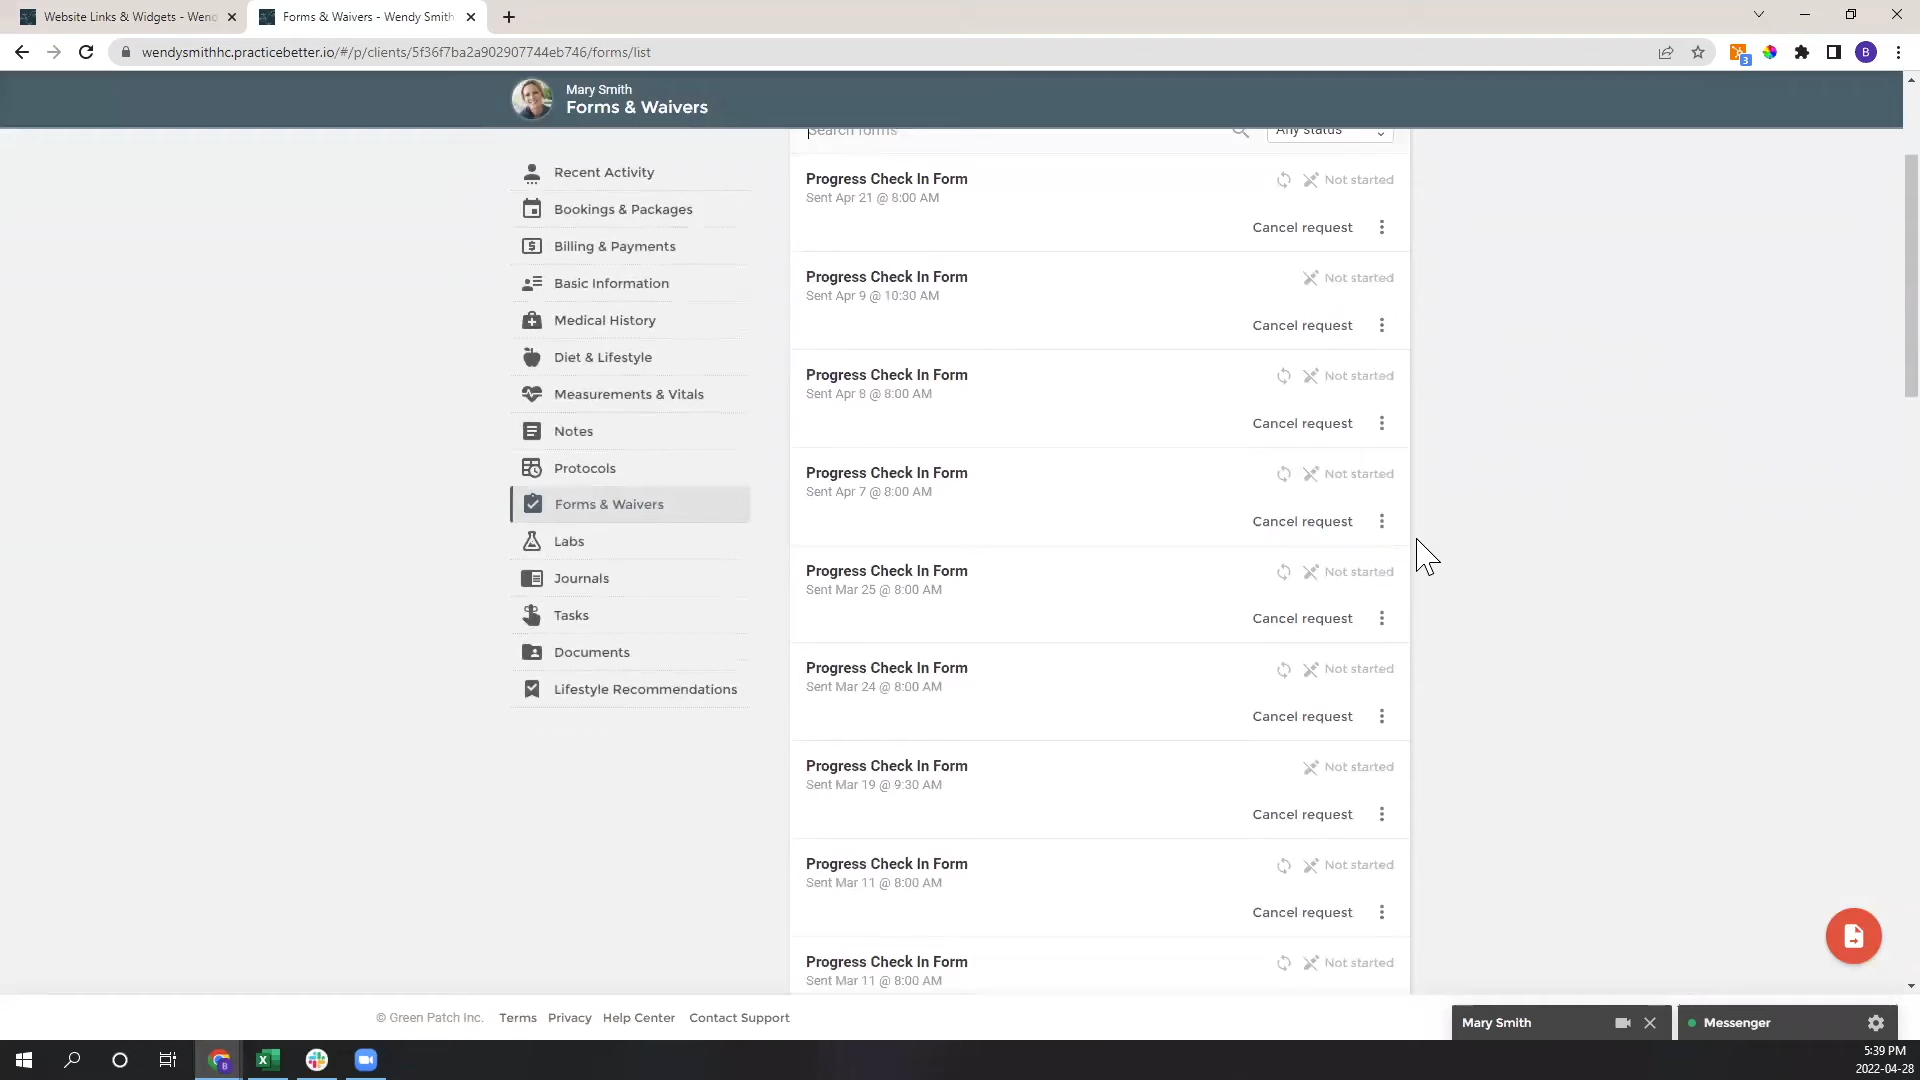 Website Links & Widgets - Wend
Forms & Waivers - Wendy Smith
wendysmithhc.practicebetter.io/#/p/clients/5f36f7ba2a902907744eb746/forms/list
3
B
Mary Smith
Forms & Waivers
Search forms
Any status
Recent Activity
Bookings & Packages
Billing & Payments
Basic Information
Medical History
Diet & Lifestyle
Measurements & Vitals
Notes
Protocols
Forms & Waivers
Labs
Journals
Tasks
Documents
Lifestyle Recommendations
Progress Check In Form
Not started
Sent Apr 21 @ 8:00 AM
Cancel request
Progress Check In Form
Not started
Sent Apr 9 @ 10:30 AM
Cancel request
Progress Check In Form
Not started
Sent Apr 8 @ 8:00 AM
Cancel request
Progress Check In Form
Not started
Sent Apr 7 @ 8:00 AM
Cancel request
Progress Check In Form
Not started
Sent Mar 25 @ 8:00 AM
Cancel request
Progress Check In Form
Not started
Sent Mar 24 @ 8:00 AM
Cancel request
Progress Check In Form
Not started
Sent Mar 19 @ 9:30 AM
Cancel request
Progress Check In Form
Not started
Sent Mar 11 @ 8:00 AM
Cancel request
Progress Check In Form
Not started
Sent Mar 11 @ 8:00 AM
© Green Patch Inc. Terms Privacy Help Center Contact Support
Mary Smith
Messenger
5:39 PM
2022-04-28